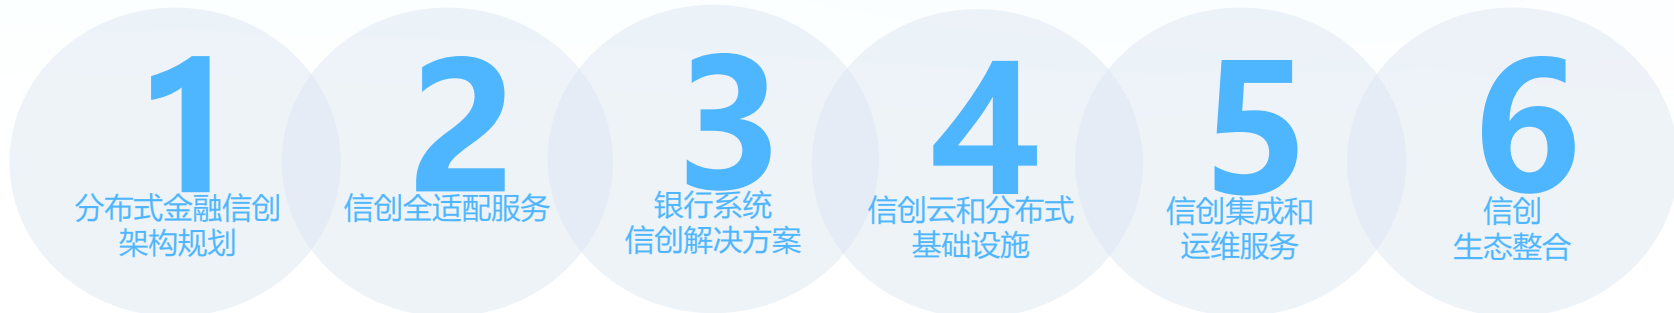 1
分布式金融信创
架构规划
2
信创全适配服务
3
银行系统
信创解决方案
4
信创云和分布式
基础设施
5
信创集成和
运维服务
6
信创
生态整合